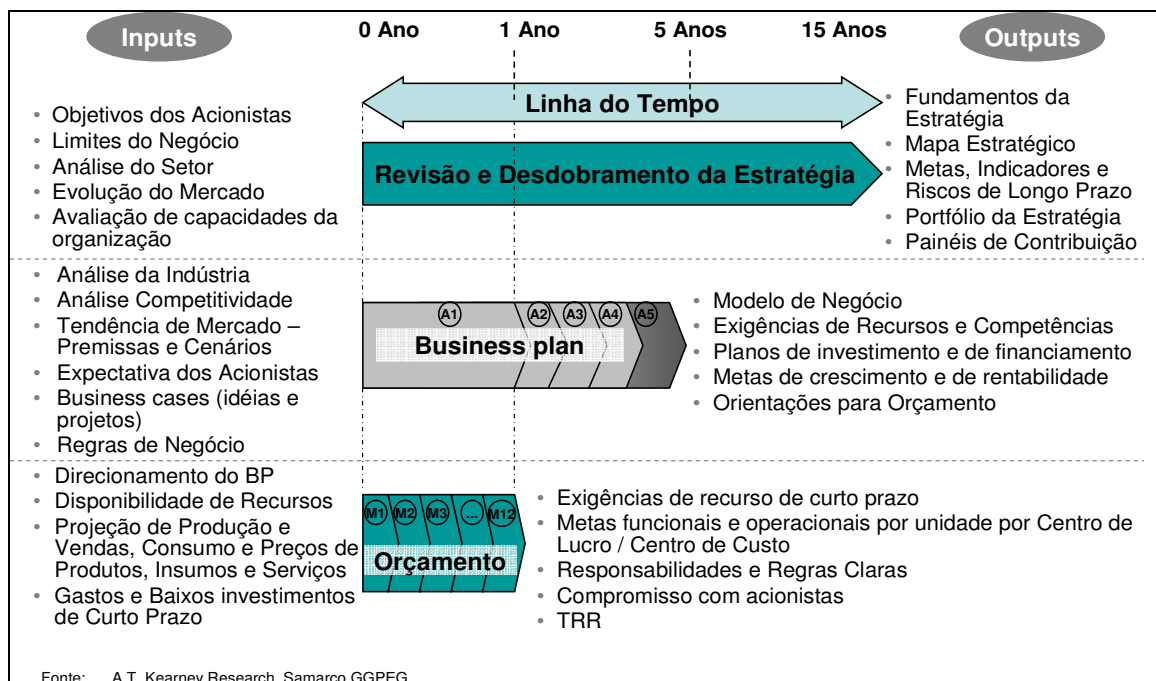 Inputs
0 Ano
1 Ano
5 Anos
15 Anos
Outputs
Linha do Tempo
Revisão e Desdobramento da Estratégia
• Objetivos dos Acionistas
• Limites do Negócio
• Análise do Setor
• Evolução do Mercado
• Avaliação de capacidades da
organização
• Fundamentos da
Estratégia
• Mapa Estratégico
• Metas, Indicadores e
Riscos de Longo Prazo
• Portfólio da Estratégia
• Painéis de Contribuição
• Análise da Indústria
• Análise Competitividade
• Tendência de Mercado –
Premissas e Cenários
• Expectativa dos Acionistas
• Business cases (idéias e
projetos)
• Regras de Negócio
A1
A2
A3
A4
A5
Business plan
• Modelo de Negócio
• Exigências de Recursos e Competências
• Planos de investimento e de financiamento
• Metas de crescimento e de rentabilidade
• Orientações para Orçamento
• Direcionamento do BP
• Disponibilidade de Recursos
• Projeção de Produção e
Vendas, Consumo e Preços de
Produtos, Insumos e Serviços
• Gastos e Baixos investimentos
de Curto Prazo
M1
M2
M3
...
M12
Orçamento
• Exigências de recurso de curto prazo
• Metas funcionais e operacionais por unidade por Centro de
Lucro / Centro de Custo
• Responsabilidades e Regras Claras
• Compromisso com acionistas
• TRR
Fonte: A.T. Kearney Research, Samarco GGPEG